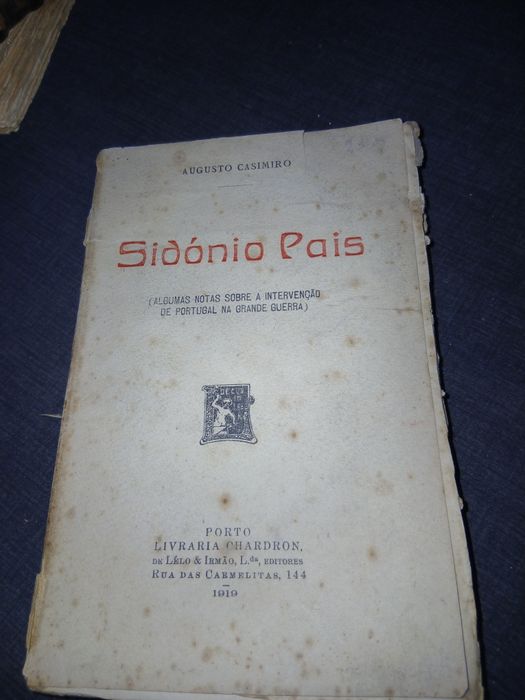 AUGUSTO CASIMIRO
Sidónio Pais
(ALGUMAS NOTAS SOBRE A INTERVENÇÃO
DE PORTUGAL NA GRANDE GUERRA)
PORTO
LIVRARIA CHARDRON,
DE LÉLO & IRMÃO, L.da, EDITORES
RUA DAS CARMELITAS, 144
1919